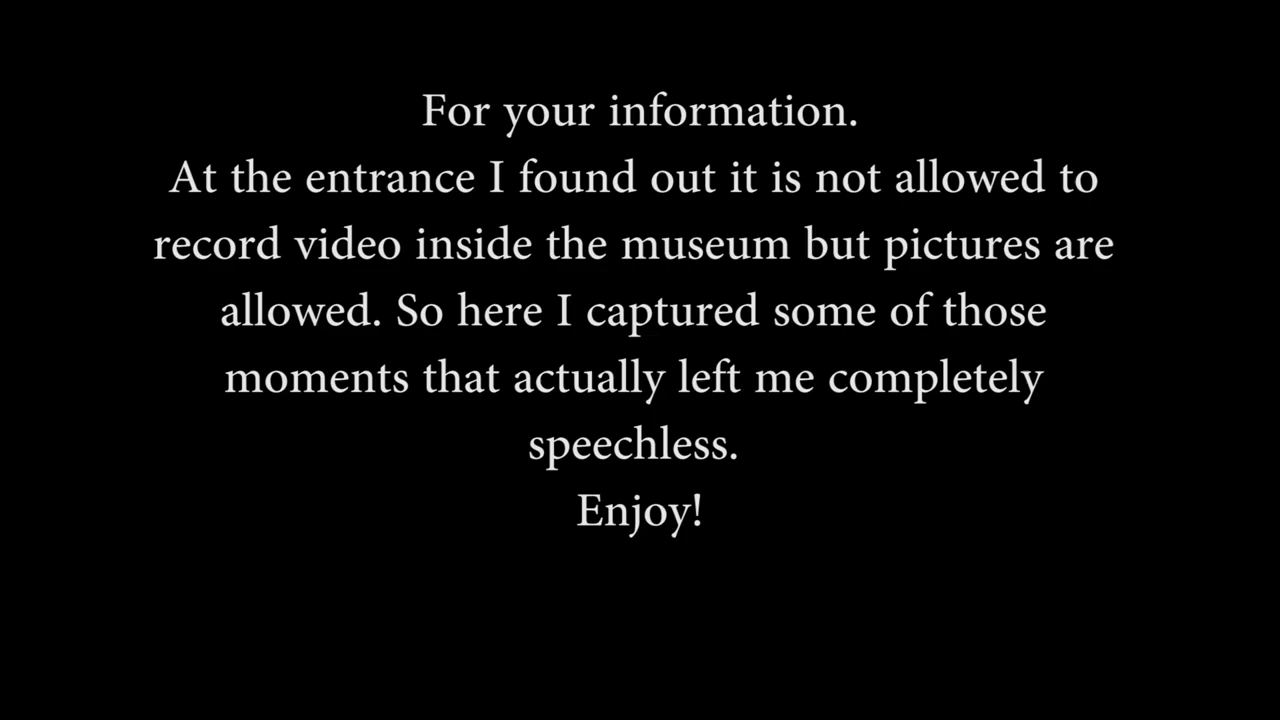 For your information.
At the entrance I found out it is not allowed to
record video inside the museum but pictures are
allowed. So here I captured some of those
moments that actually left me completely
speechless.
Enjoy!